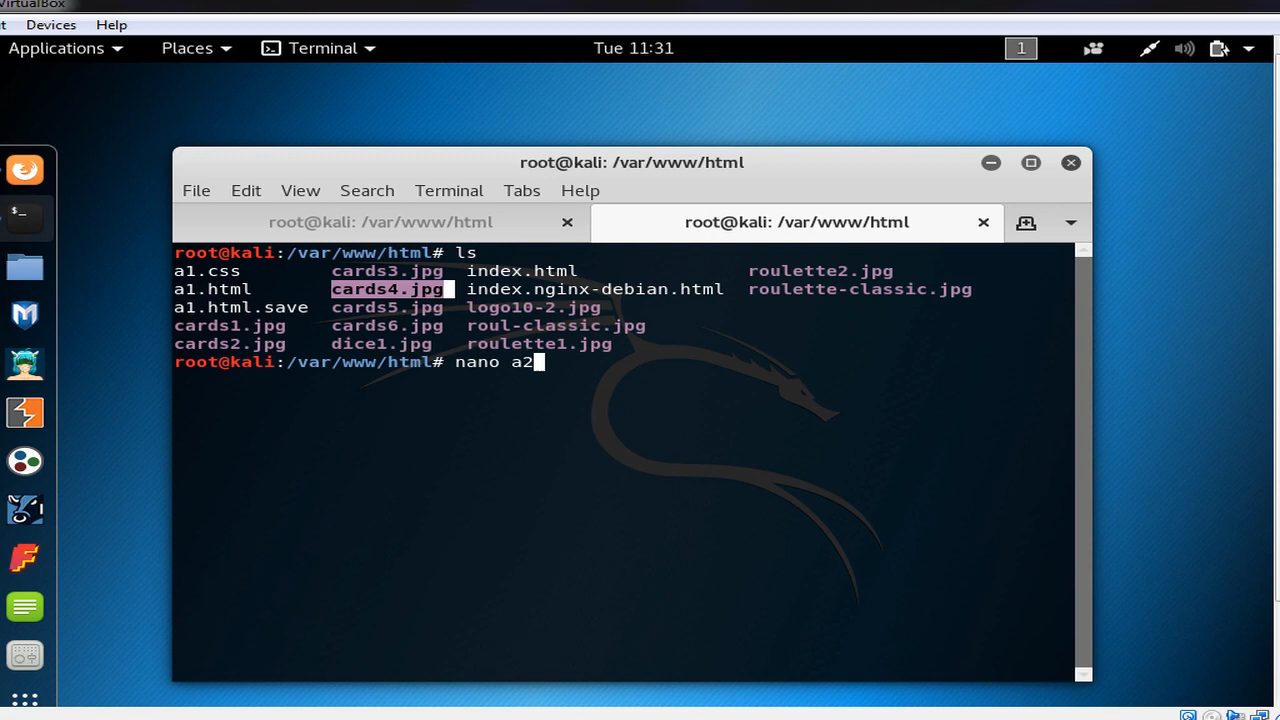 VirtualBox
Devices Help
Applications Places Terminal Tue 11:31 1
root@kali: /var/www/html
File Edit View Search Terminal Tabs Help
root@kali: /var/www/html root@kali: /var/www/html
root@kali:/var/www/html# ls
a1.css cards3.jpg index.html roulette2.jpg
a1.html cards4.jpg index.nginx-debian.html roulette-classic.jpg
a1.html.save cards5.jpg logo10-2.jpg
cards1.jpg cards6.jpg roul-classic.jpg
cards2.jpg dice1.jpg roulette1.jpg
root@kali:/var/www/html# nano a2